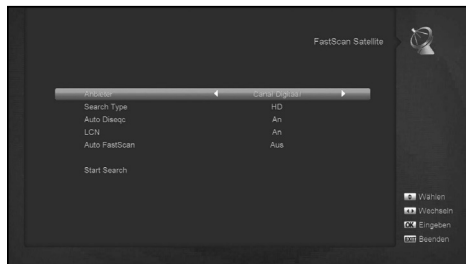 FastScan Satellite
Anbieter Canal Digitaal
Search Type HD
Auto Diseqc An
LCN An
Auto FastScan Aus
Start Search
Wählen
Wechseln
OK Eingeben
EXIT Beenden